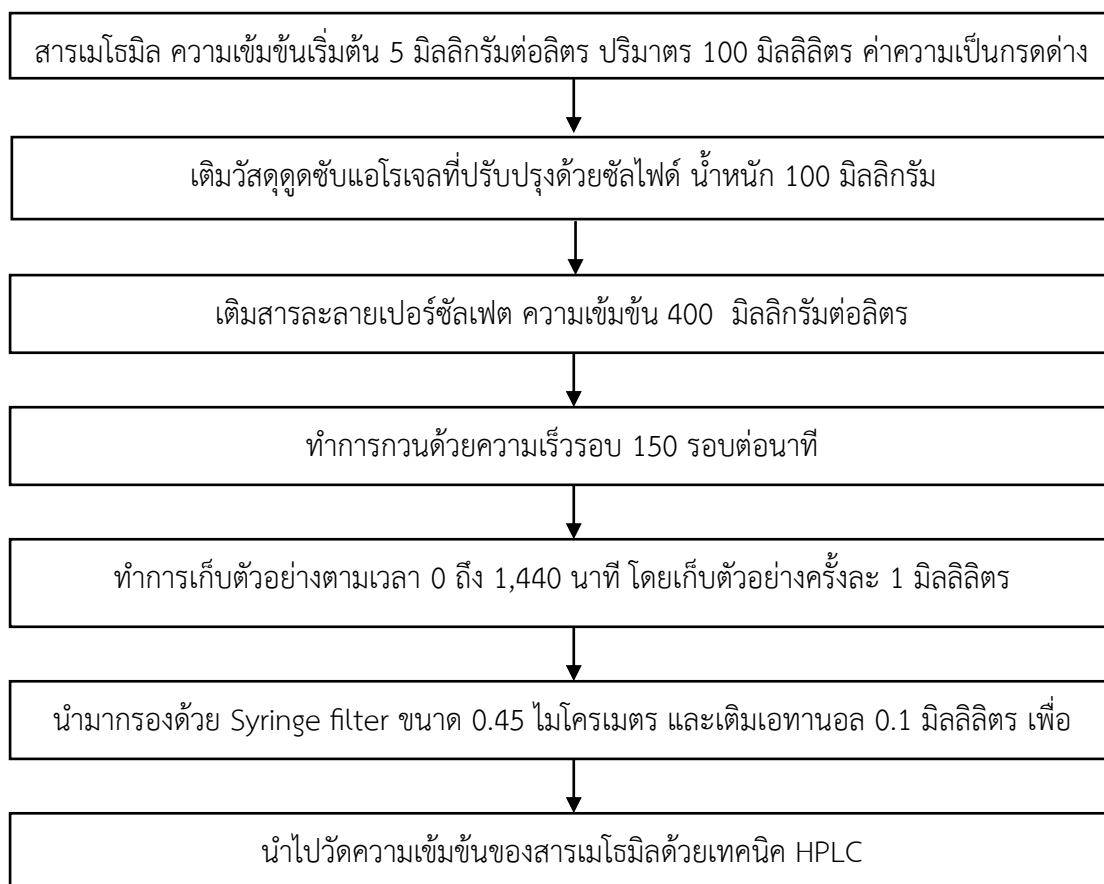 สารเมโธมิล ความเข้มข้นเริ่มต้น 5 มิลลิกรัมต่อลิตร ปริมาตร 100 มิลลิลิตร ค่าความเป็นกรดด่าง
เติมวัสดุดูดซับแอโรเจลที่ปรับปรุงด้วยซัลไฟด์ น้ำหนัก 100 มิลลิกรัม
เติมสารละลายเปอร์ซัลเฟต ความเข้มข้น 400 มิลลิกรัมต่อลิตร
ทำการกวนด้วยความเร็วรอบ 150 รอบต่อนาที
ทำการเก็บตัวอย่างตามเวลา 0 ถึง 1,440 นาที โดยเก็บตัวอย่างครั้งละ 1 มิลลิลิตร
นำมากรองด้วย Syringe filter ขนาด 0.45 ไมโครเมตร และเติมเอทานอล 0.1 มิลลิลิตร เพื่อ
นำไปวัดความเข้มข้นของสารเมโธมิลด้วยเทคนิค HPLC